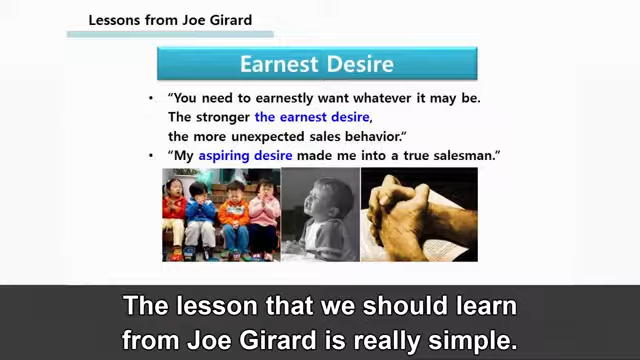 Lessons from Joe Girard
Earnest Desire
• “You need to earnestly want whatever it may be.
The stronger the earnest desire,
the more unexpected sales behavior.“
• “My aspiring desire made me into a true salesman.”
The lesson that we should learn
from Joe Girard is really simple.